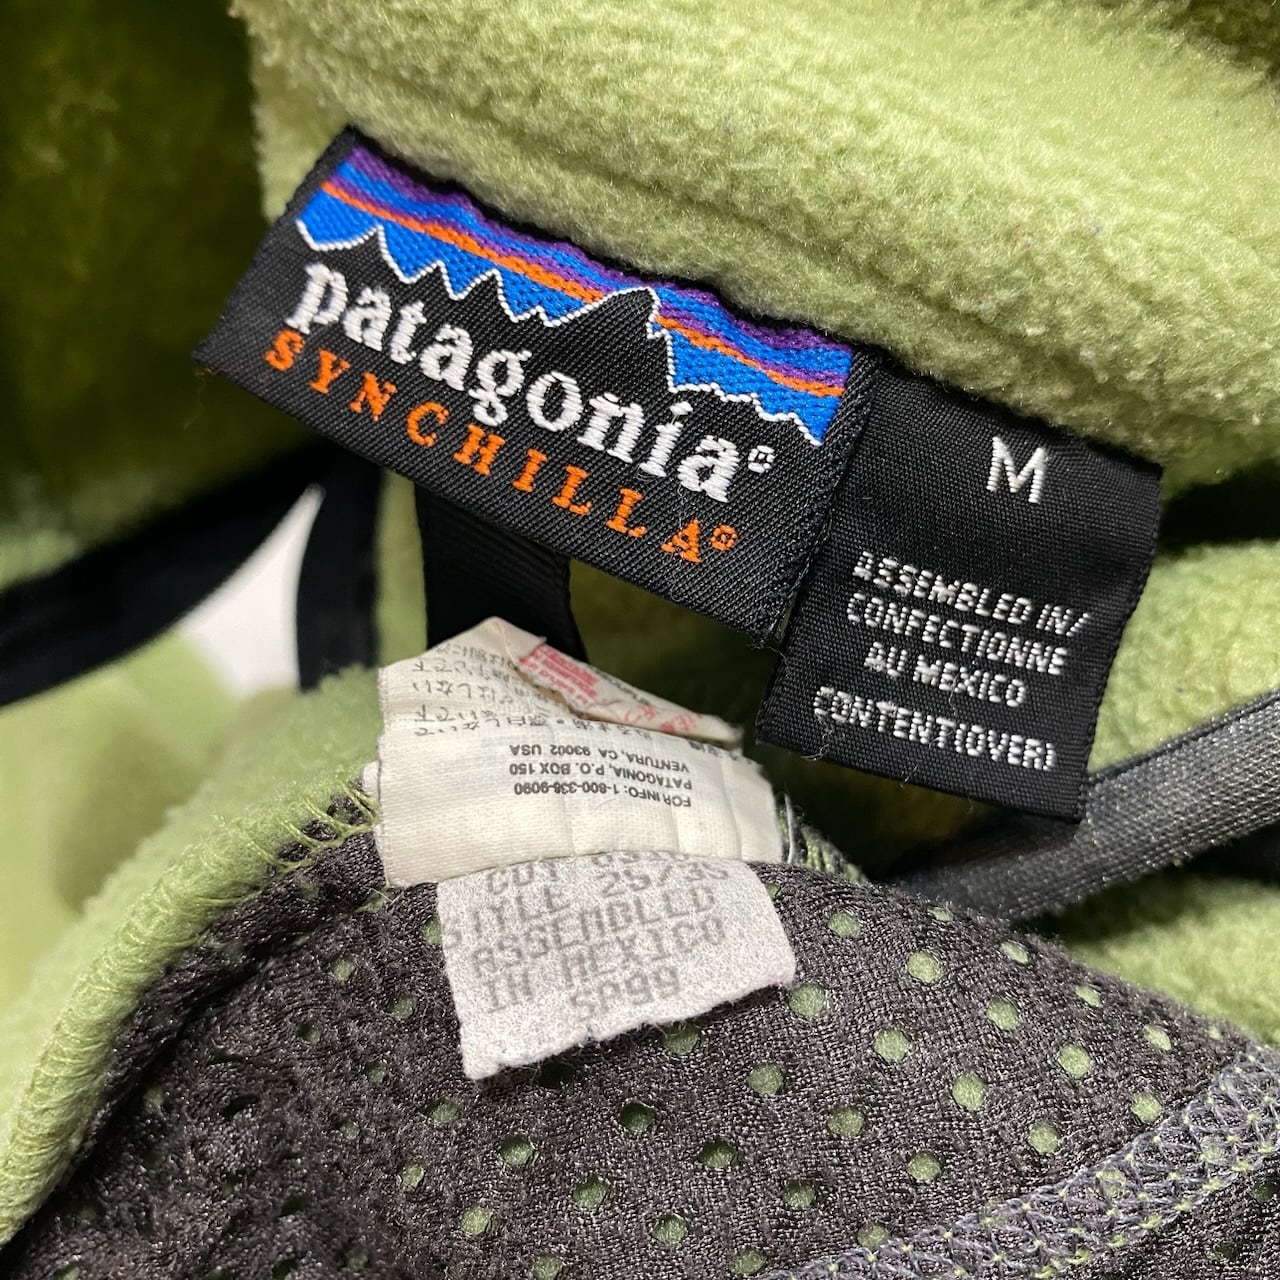 patagonia®
SYNCHILLA®
M
ASSEMBLED IN/
CONFECTIONNE
AU MEXICO
CONTENT(OVER)
FOR INFO: 1-800-336-9090
PATAGONIA, P.O. BOX 150
VENTURA, CA 93002 USA
STYLE 25735
ASSEMBLED
IN MEXICO
SP99